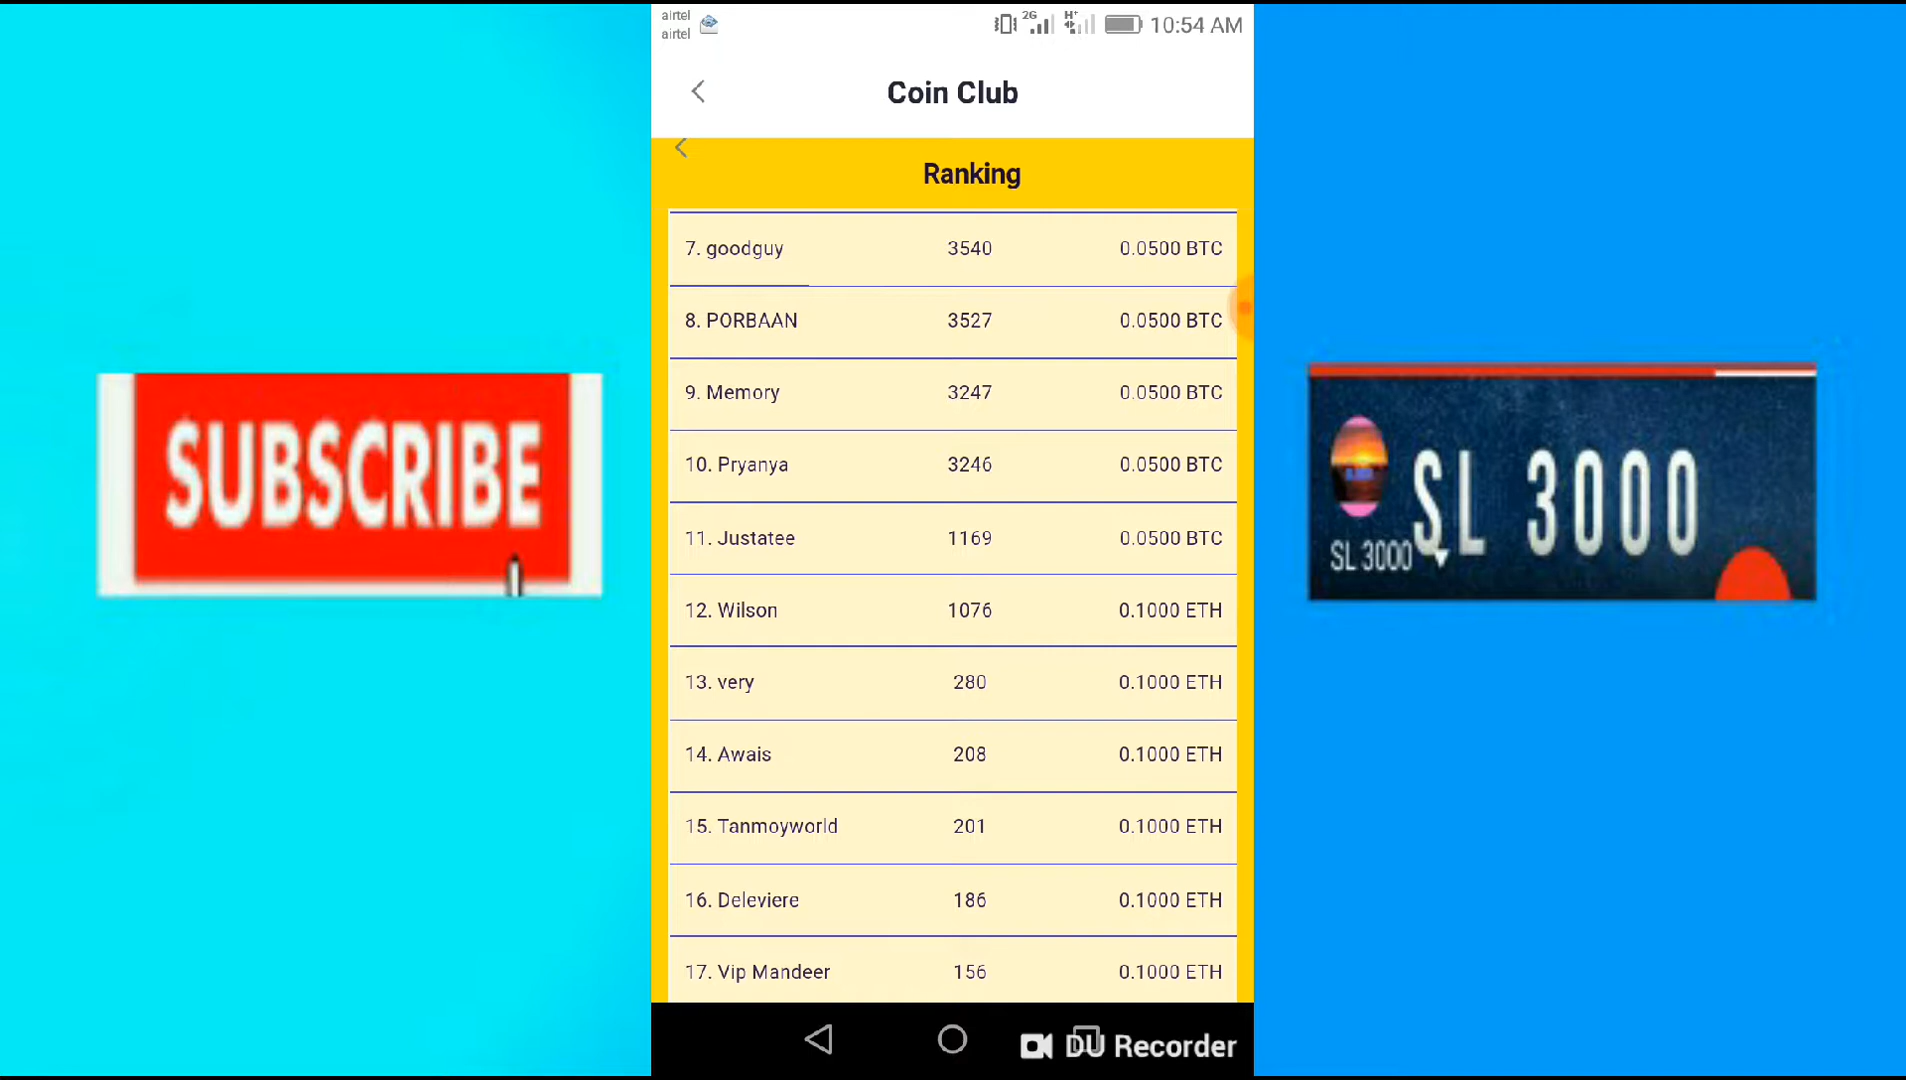 airtel
airtel
2G
H+
10:54 AM
Coin Club
Ranking
7. goodguy 3540 0.0500 BTC
8. PORBAAN 3527 0.0500 BTC
9. Memory 3247 0.0500 BTC
10. Pryanya 3246 0.0500 BTC
11. Justatee 1169 0.0500 BTC
12. Wilson 1076 0.1000 ETH
13. very 280 0.1000 ETH
14. Awais 208 0.1000 ETH
15. Tanmoyworld 201 0.1000 ETH
16. Deleviere 186 0.1000 ETH
17. Vip Mandeer 156 0.1000 ETH
DU Recorder
SUBSCRIBE
SL 3000
SL 3000